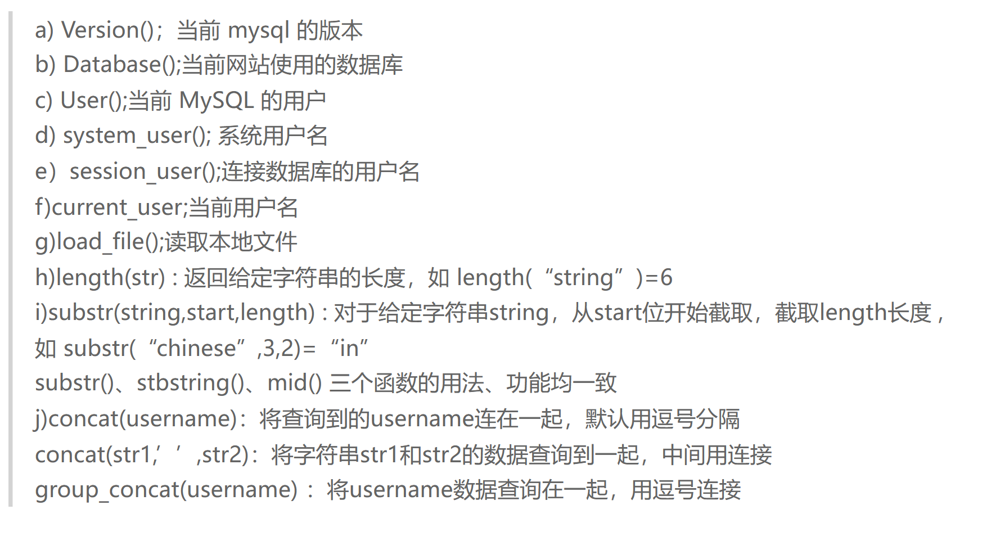 a) Version()；当前 mysql 的版本
b) Database();当前网站使用的数据库
c) User();当前 MySQL 的用户
d) system_user(); 系统用户名
e）session_user();连接数据库的用户名
f)current_user;当前用户名
g)load_file();读取本地文件
h)length(str) : 返回给定字符串的长度，如 length(“string”)=6
i)substr(string,start,length) : 对于给定字符串string，从start位开始截取，截取length长度 ,
如 substr(“chinese”,3,2)=“in”
substr()、stbstring()、mid() 三个函数的用法、功能均一致
j)concat(username)：将查询到的username连在一起，默认用逗号分隔
concat(str1,’ ’,str2)：将字符串str1和str2的数据查询到一起，中间用连接
group_concat(username) ：将username数据查询在一起，用逗号连接